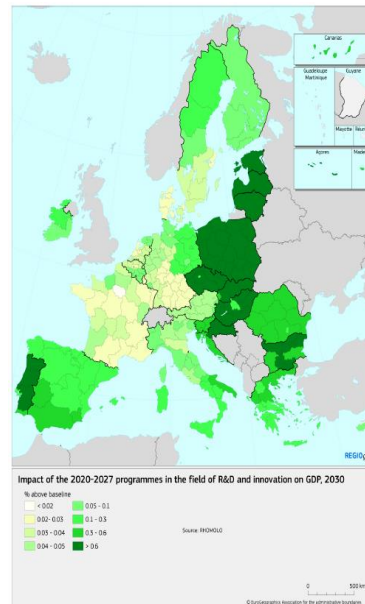 Canarias
Guadeloupe
Martinique
Guyane
Mayotte
Açores
REGIO
Impact of the 2020-2027 programmes in the field of R&D and innovation on GDP, 2030
% above baseline
< 0.02
0.02- 0.03
0.03 - 0.04
0.04 - 0.05
0.05 - 0.1
0.1 - 0.3
0.3 - 0.6
> 0.6
Source: RHOMOLO
0
500 km
© EuroGeographics Association for the administrative boundaries